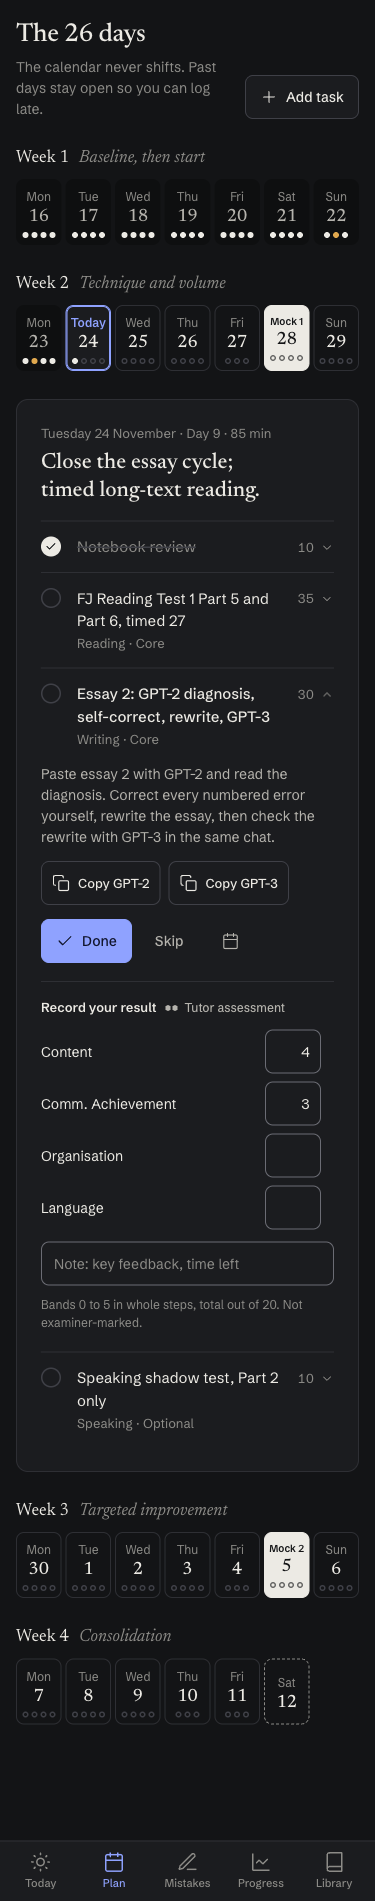 The 26 days
The calendar never shifts. Past
days stay open so you can log
late.
Add task
Week 1 Baseline, then start
Mon Tue Wed Thu Fri Sat Sun
16 17 18 19 20 21 22
Week 2 Technique and volume
Mon Today Wed Thu Fri Mock 1 Sun
23 24 25 26 27 28 29
Tuesday 24 November · Day 9 · 85 min
Close the essay cycle;
timed long-text reading.
Notebook review 10
FJ Reading Test 1 Part 5 and 35
Part 6, timed 27
Reading · Core
Essay 2: GPT-2 diagnosis, 30
self-correct, rewrite, GPT-3
Writing · Core
Paste essay 2 with GPT-2 and read the
diagnosis. Correct every numbered error
yourself, rewrite the essay, then check the
rewrite with GPT-3 in the same chat.
Copy GPT-2 Copy GPT-3
Done Skip
Record your result Tutor assessment
Content 4
Comm. Achievement 3
Organisation
Language
Note: key feedback, time left
Bands 0 to 5 in whole steps, total out of 20. Not
examiner-marked.
Speaking shadow test, Part 2 10
only
Speaking · Optional
Week 3 Targeted improvement
Mon Tue Wed Thu Fri Mock 2 Sun
30 1 2 3 4 5 6
Week 4 Consolidation
Mon Tue Wed Thu Fri Sat
7 8 9 10 11 12
Today Plan Mistakes Progress Library